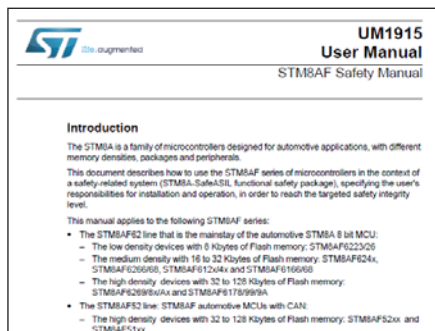 ST
life.augmented
UM1915
User Manual
STM8AF Safety Manual
Introduction
The STM8A is a family of microcontrollers designed for automotive applications, with different
memory densities, packages and peripherals.
This document describes how to use the STM8AF series of microcontrollers in the context of
a safety-related system (STM8A-SafeASIL functional safety package), specifying the user's
responsibilities for installation and operation, in order to reach the targeted safety integrity
level.
This manual applies to the following STM8AF series:
• The STM8AF62 line that is the mainstay of the automotive STM8A 8 bit MCU:
– The low density devices with 8 Kbytes of Flash memory: STM8AF6223/26
– The medium density with 16 to 32 Kbytes of Flash memory: STM8AF624x,
STM8AF6266/68, STM8AF612x/4x and STM8AF6166/68
– The high density devices with 32 to 128 Kbytes of Flash memory:
STM8AF6269/8x/Ax and STM8AF6178/99/9A
• The STM8AF52 line: STM8AF automotive MCUs with CAN:
– The high density devices with 32 to 128 Kbytes of Flash memory: STM8AF52xx and
STM8AF51xx